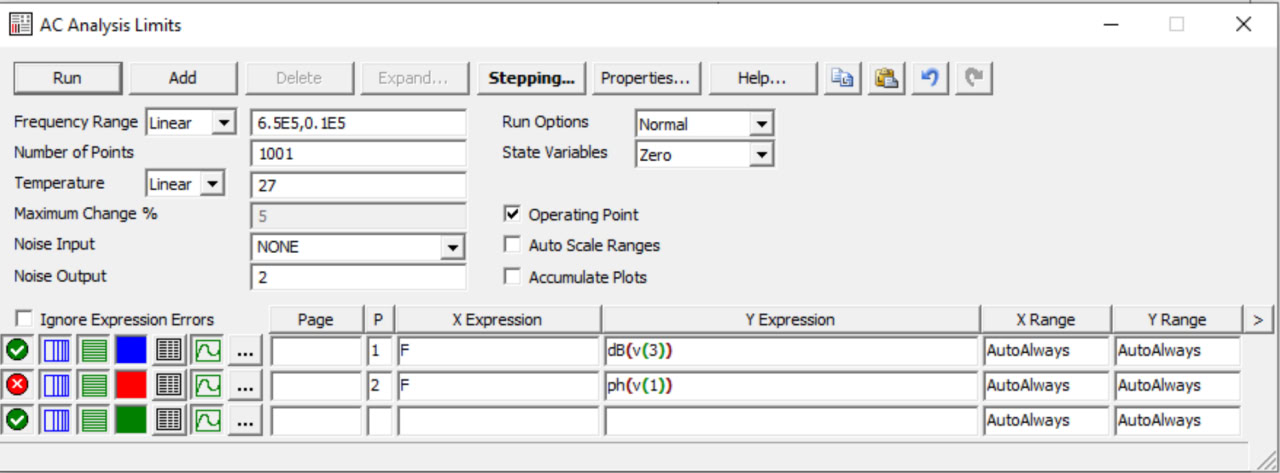 AC Analysis Limits
Run Add Delete Expand... Stepping... Properties... Help...
Frequency Range Linear 6.5E5,0.1E5 Run Options Normal
Number of Points 1001 State Variables Zero
Temperature Linear 27
Maximum Change % 5 Operating Point
Noise Input NONE Auto Scale Ranges
Noise Output 2 Accumulate Plots
Ignore Expression Errors Page P X Expression Y Expression X Range Y Range >
... 1 F dB(v(3)) AutoAlways AutoAlways
... 2 F ph(v(1)) AutoAlways AutoAlways
... AutoAlways AutoAlways